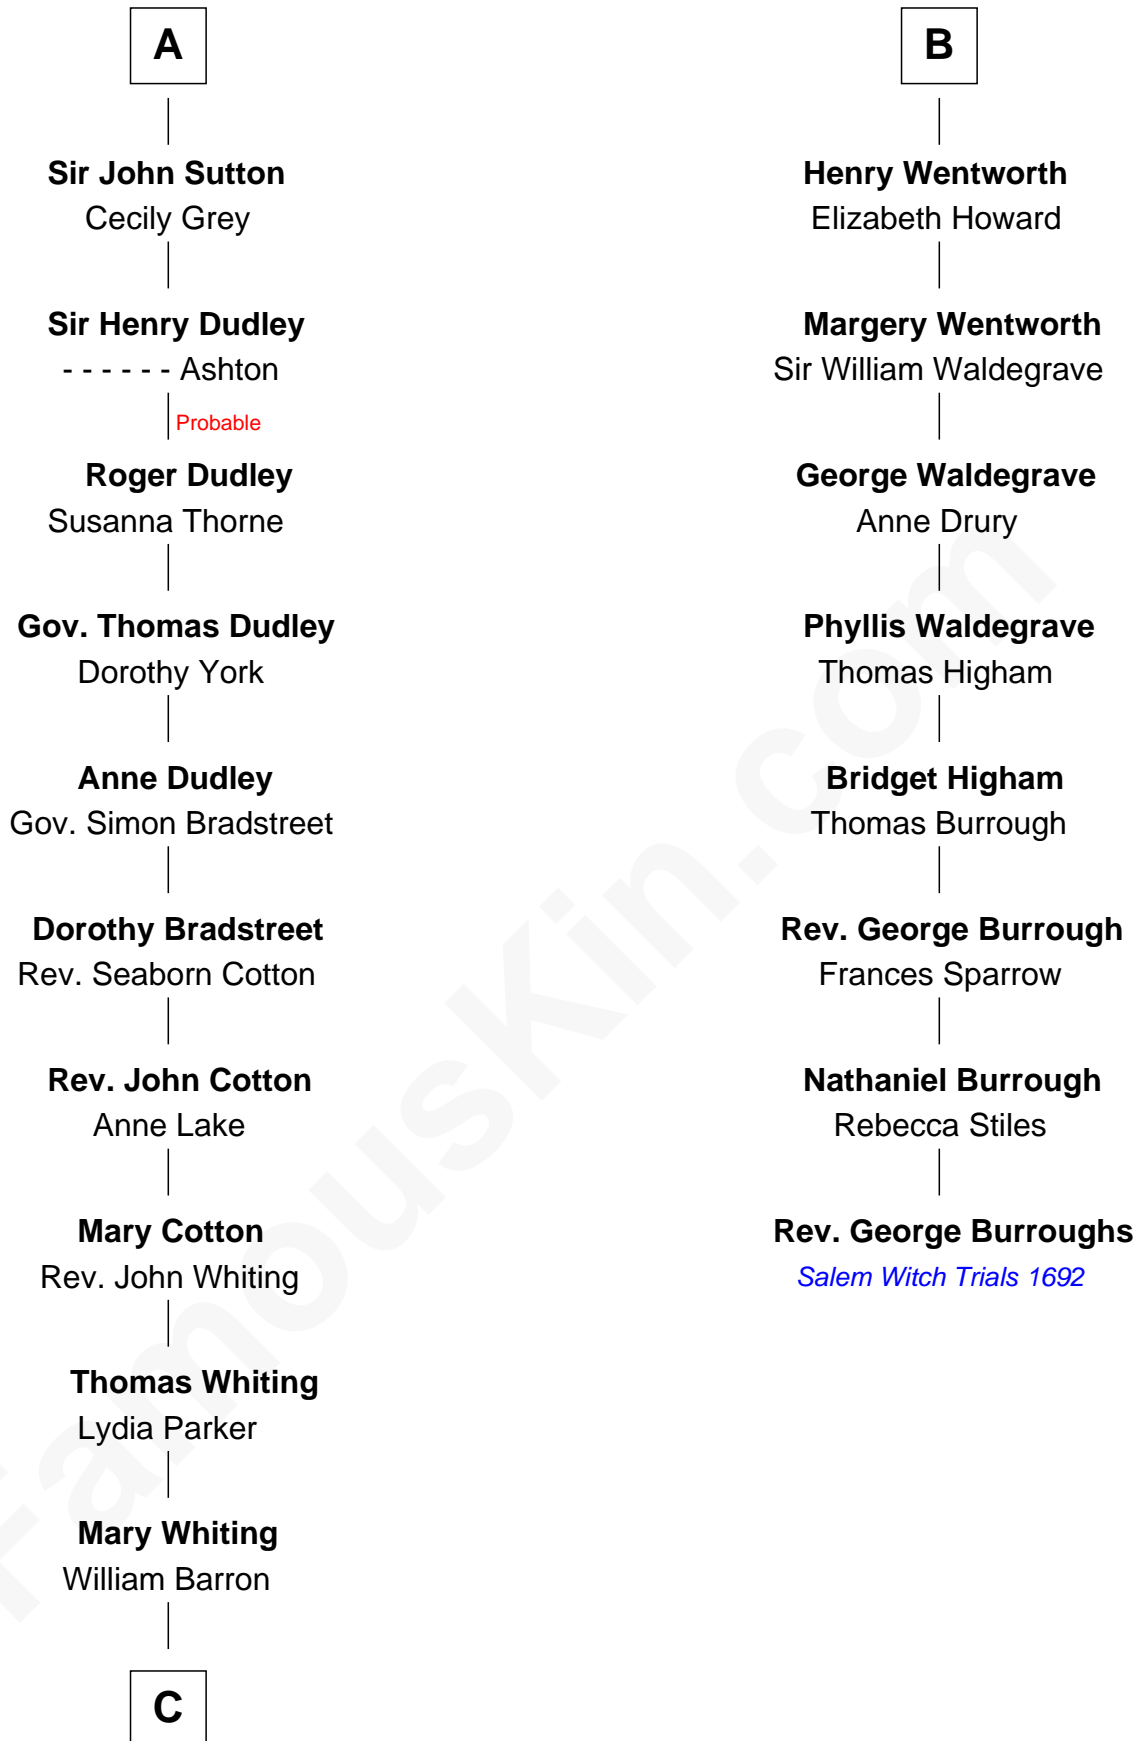 A
Sir John Sutton
Cecily Grey
Sir Henry Dudley
- - - - - - Ashton
Probable
Roger Dudley
Susanna Thorne
Gov. Thomas Dudley
Dorothy York
Anne Dudley
Gov. Simon Bradstreet
Dorothy Bradstreet
Rev. Seaborn Cotton
Rev. John Cotton
Anne Lake
Mary Cotton
Rev. John Whiting
Thomas Whiting
Lydia Parker
Mary Whiting
William Barron
C
B
Henry Wentworth
Elizabeth Howard
Margery Wentworth
Sir William Waldegrave
George Waldegrave
Anne Drury
Phyllis Waldegrave
Thomas Higham
Bridget Higham
Thomas Burrough
Rev. George Burrough
Frances Sparrow
Nathaniel Burrough
Rebecca Stiles
Rev. George Burroughs
Salem Witch Trials 1692
FamousKin.com